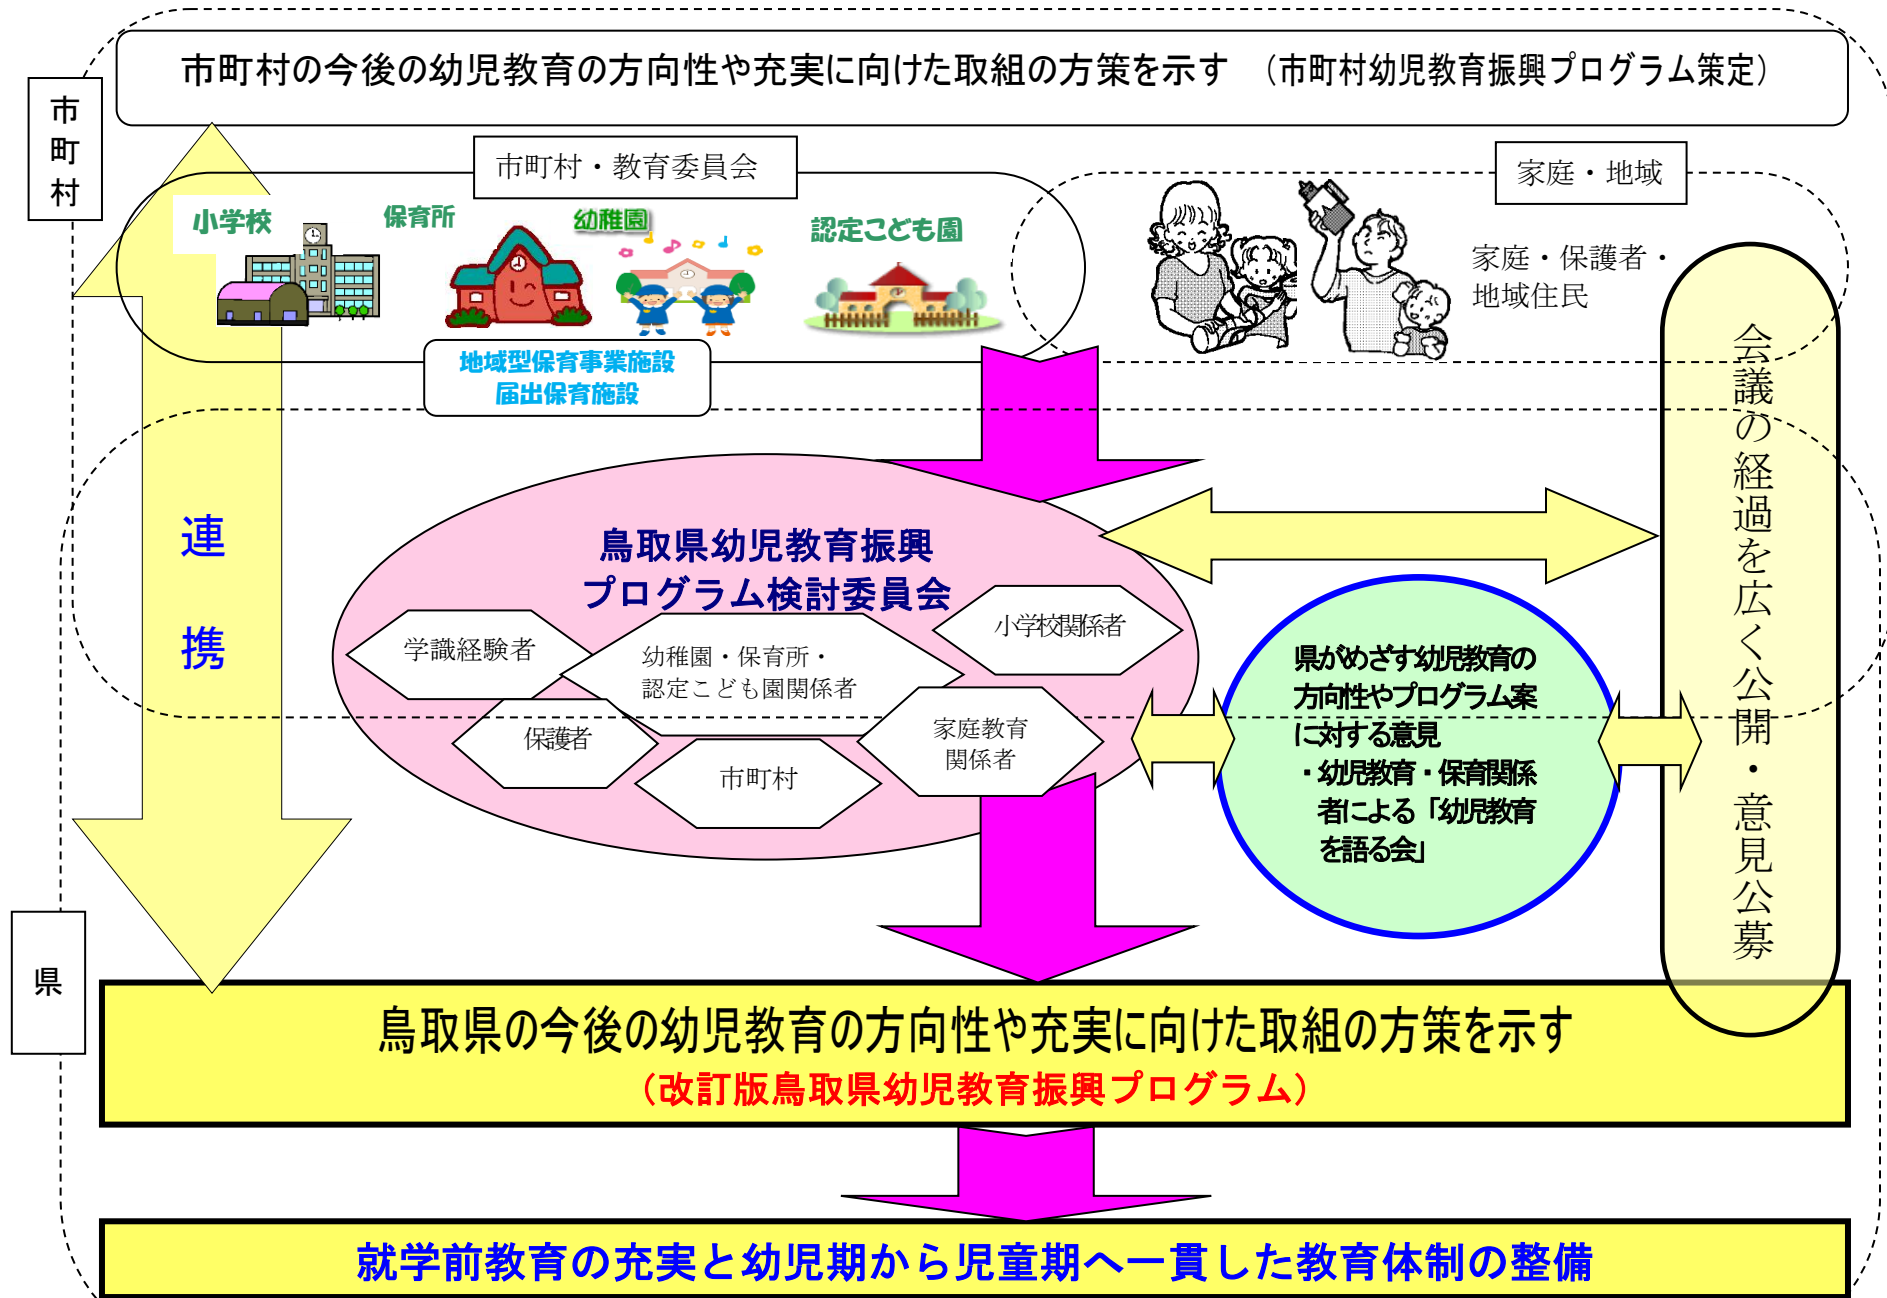 市町村の今後の幼児教育の方向性や充実に向けた取組の方策を示す　（市町村幼児教育振興プログラム策定）
市町村
市町村・教育委員会
家庭・地域
小学校
保育所
幼稚園
認定こども園
家庭・保護者・
地域住民
地域型保育事業施設
届出保育施設
会議の経過を広く公開・意見公募
連携
鳥取県幼児教育振興
プログラム検討委員会
学識経験者
幼稚園・保育所・
認定こども園関係者
小学校関係者
保護者
市町村
家庭教育
関係者
県がめざす幼児教育の
方向性やプログラム案
に対する意見
・幼児教育・保育関係
者による「幼児教育
を語る会」
県
鳥取県の今後の幼児教育の方向性や充実に向けた取組の方策を示す
（改訂版鳥取県幼児教育振興プログラム）
就学前教育の充実と幼児期から児童期へ一貫した教育体制の整備